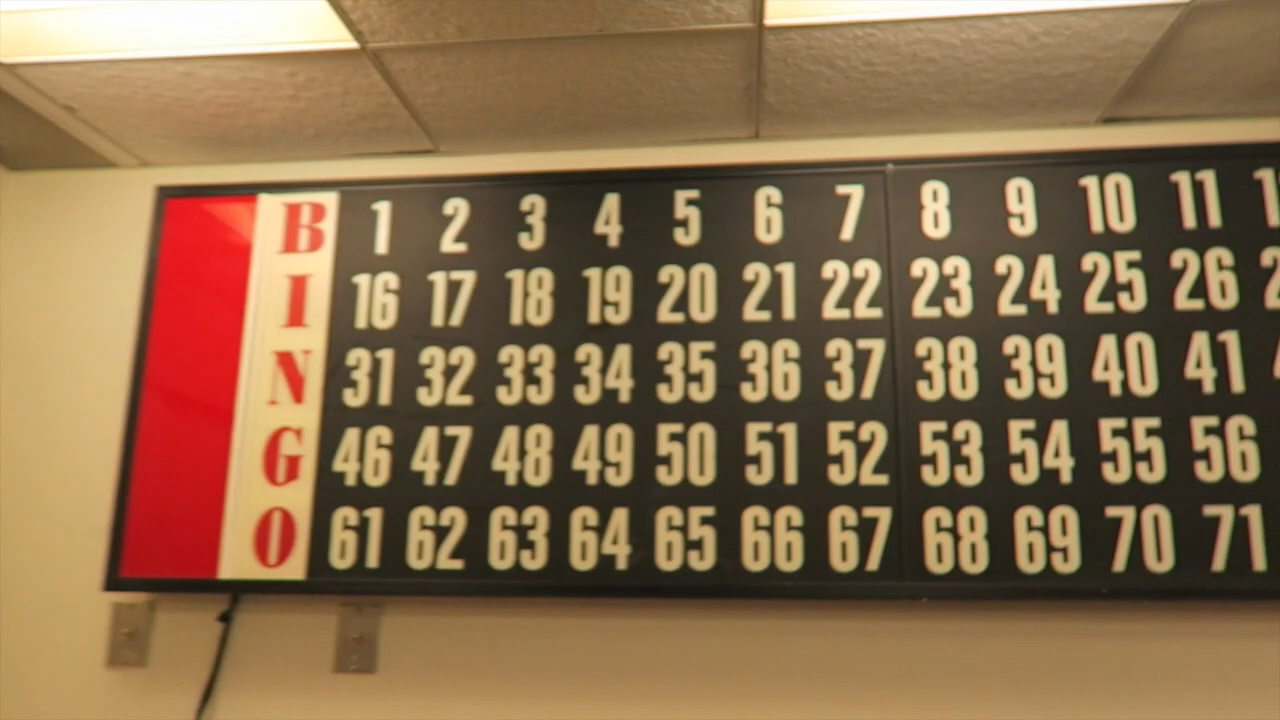 B 1 2 3 4 5 6 7 8 9 10 11
I 16 17 18 19 20 21 22 23 24 25 26
N 31 32 33 34 35 36 37 38 39 40 41
G 46 47 48 49 50 51 52 53 54 55 56
O 61 62 63 64 65 66 67 68 69 70 71